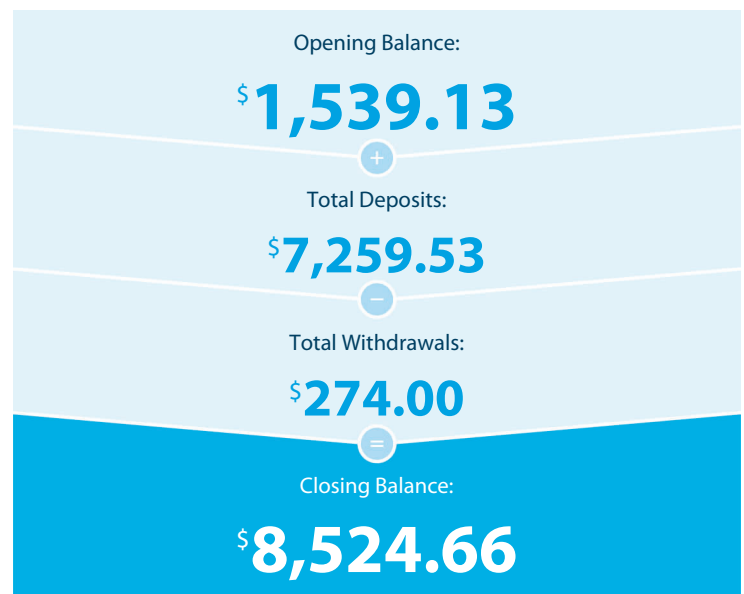 Opening Balance:
$1,539.13
+
Total Deposits:
$7,259.53
−
Total Withdrawals:
$274.00
=
Closing Balance:
$8,524.66